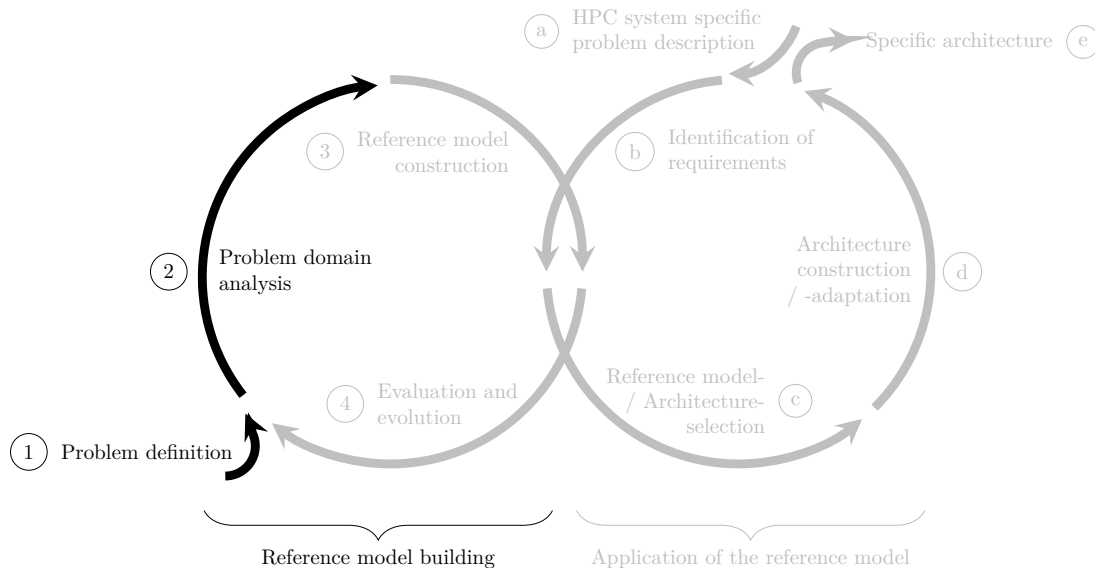 a
HPC system specific
problem description
Specific architecture
e
3
Reference model
construction
b
Identification of
requirements
2
Problem domain
analysis
Architecture
construction
/ -adaptation
d
4
Evaluation and
evolution
Reference model-
/ Architecture-
selection
c
1
Problem definition
Reference model building
Application of the reference model